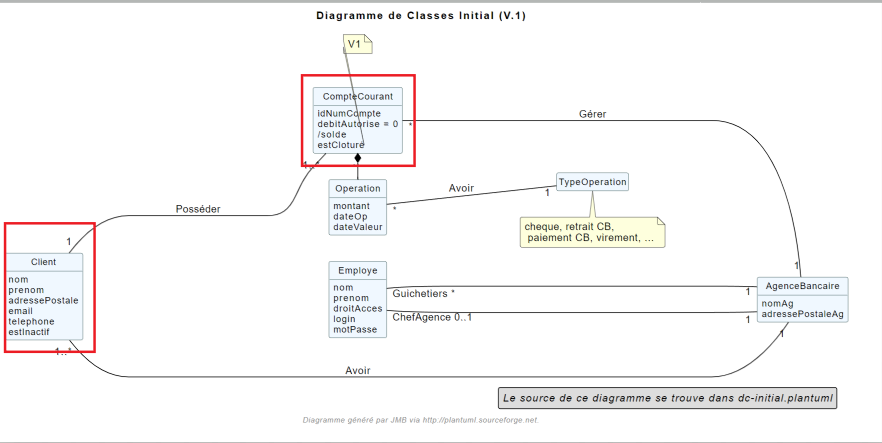 Diagramme de Classes Initial (V.1)
V1
CompteCourant
idNumCompte
debitAutorise = 0
/solde
estCloture
*
Gérer
1..*
Operation
montant
dateOp
dateValeur
*
Avoir
1
TypeOperation
cheque, retrait CB,
paiement CB, virement, ...
Posséder
1
Client
nom
prenom
adressePostale
email
telephone
estInactif
1..*
Employe
nom
prenom
droitAcces
login
motPasse
Guichetiers *
1
ChefAgence 0..1
1
1
AgenceBancaire
nomAg
adressePostaleAg
1
Avoir
Le source de ce diagramme se trouve dans dc-initial.plantuml
Diagramme généré par JMB via http://plantuml.sourceforge.net.